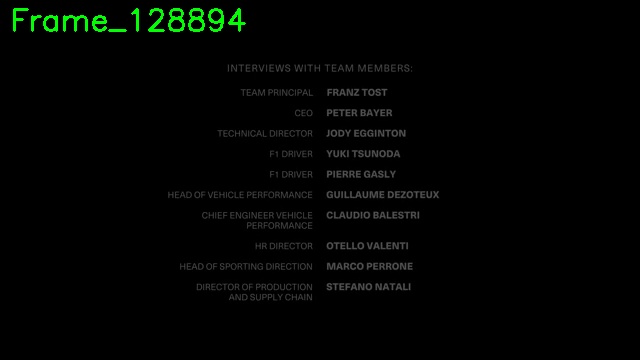 Frame_128894
INTERVIEWS WITH TEAM MEMBERS:
TEAM PRINCIPAL FRANZ TOST
CEO PETER BAYER
TECHNICAL DIRECTOR JODY EGGINTON
F1 DRIVER YUKI TSUNODA
F1 DRIVER PIERRE GASLY
HEAD OF VEHICLE PERFORMANCE GUILLAUME DEZOTEUX
CHIEF ENGINEER VEHICLE CLAUDIO BALESTRI
PERFORMANCE
HR DIRECTOR OTELLO VALENTI
HEAD OF SPORTING DIRECTION MARCO PERRONE
DIRECTOR OF PRODUCTION STEFANO NATALI
AND SUPPLY CHAIN